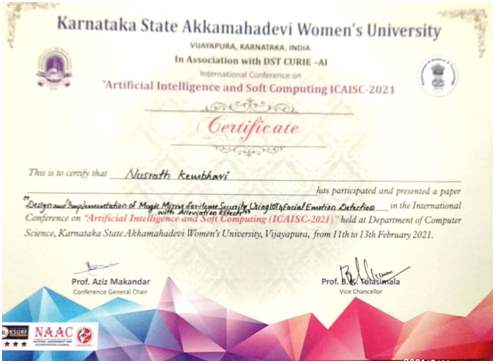 Karnataka State Akkamahadevi Women's University
VIJAYAPURA, KARNATAKA, INDIA.
In Association with DST CURIE -AI
International Conference on
"Artificial Intelligence and Soft Computing ICAISC-2021
Certificate
This is to certify that Nasrath Kembhavi
has participated and presented a paper
"Design and Implementation of Magic Mirror for Home Security Using IOT & Facial Emotion Detection in the International
with Alleviation Effects"
Conference on "Artificial Intelligence and Soft Computing (ICAISC-2021)" held at Department of Computer
Science, Karnataka State Akkamahadevi Women's University, Vijayapura, from 11th to 13th February 2021.
Prof. Aziz Makandar
Conference General Chair
Prof. B. Tulasimala
Vice Chancellor
NAAC